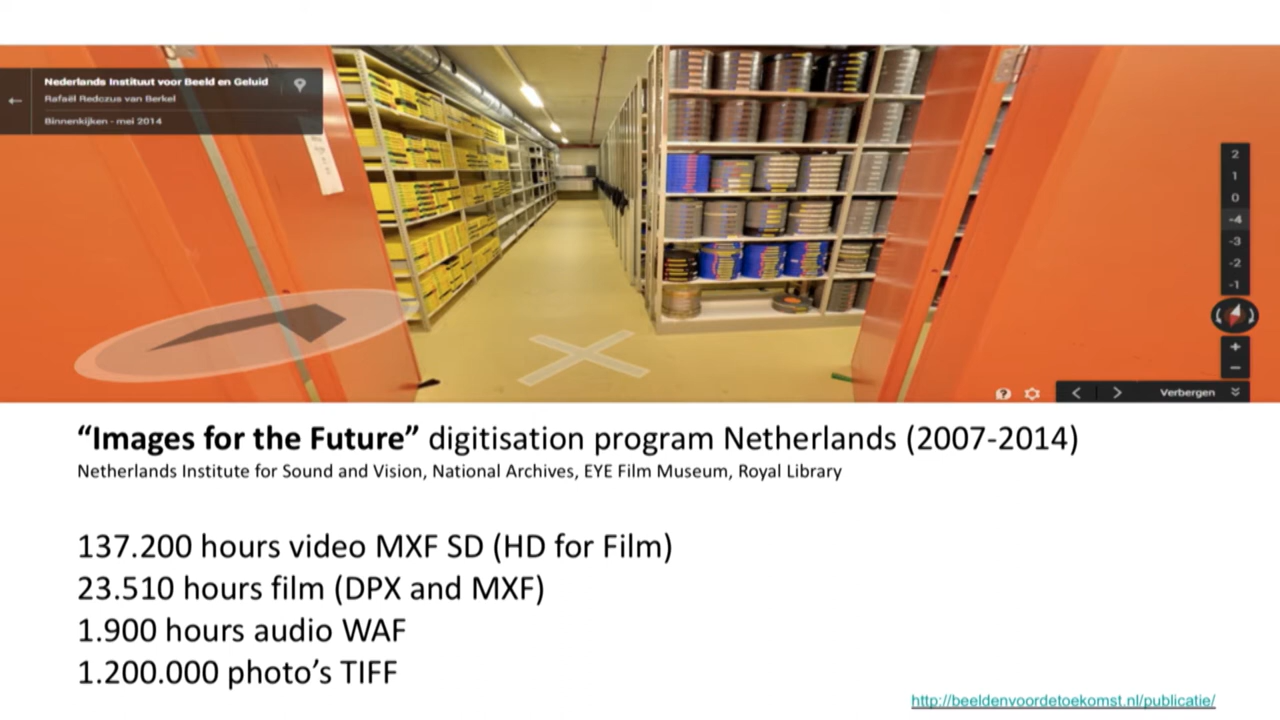 Nederlands Instituut voor Beeld en Geluid
Rafaël Redczus van Berkel
Binnenkijken - mei 2014
2
1
0
-4
-3
-2
-1
+
−
Verbergen
“Images for the Future” digitisation program Netherlands (2007-2014)
Netherlands Institute for Sound and Vision, National Archives, EYE Film Museum, Royal Library
137.200 hours video MXF SD (HD for Film)
23.510 hours film (DPX and MXF)
1.900 hours audio WAF
1.200.000 photo’s TIFF
http://beeldenvoordetoekomst.nl/publicatie/